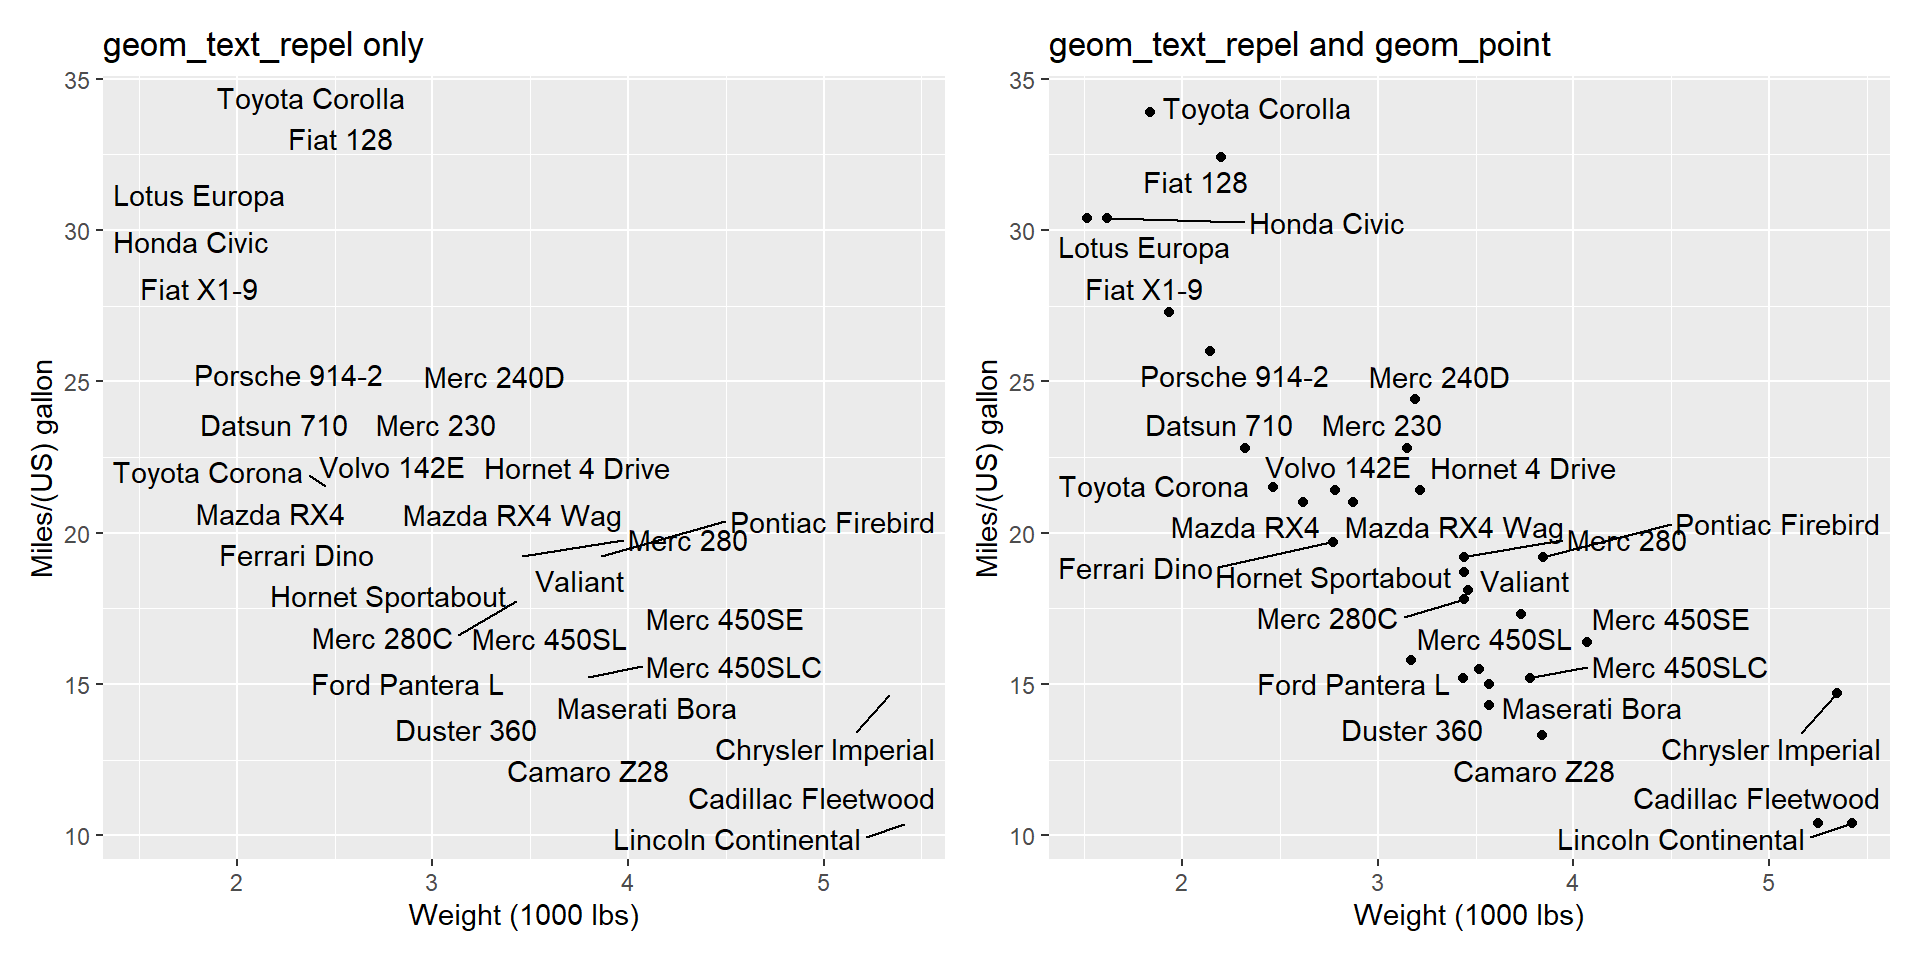 geom_text_repel only
Miles/(US) gallon
35
30
25
20
15
10
Toyota Corolla
Fiat 128
Lotus Europa
Honda Civic
Fiat X1-9
Porsche 914-2
Merc 240D
Datsun 710
Merc 230
Toyota Corona
Volvo 142E
Hornet 4 Drive
Mazda RX4
Mazda RX4 Wag
Pontiac Firebird
Merc 280
Ferrari Dino
Valiant
Hornet Sportabout
Merc 450SE
Merc 280C
Merc 450SL
Merc 450SLC
Ford Pantera L
Maserati Bora
Duster 360
Chrysler Imperial
Camaro Z28
Cadillac Fleetwood
Lincoln Continental
2
3
4
5
Weight (1000 lbs)
geom_text_repel and geom_point
Miles/(US) gallon
35
30
25
20
15
10
Toyota Corolla
Fiat 128
Honda Civic
Lotus Europa
Fiat X1-9
Porsche 914-2
Merc 240D
Datsun 710
Merc 230
Volvo 142E
Hornet 4 Drive
Toyota Corona
Mazda RX4
Mazda RX4 Wag
Pontiac Firebird
Merc 280
Ferrari Dino
Hornet Sportabout
Valiant
Merc 280C
Merc 450SE
Merc 450SL
Merc 450SLC
Ford Pantera L
Maserati Bora
Duster 360
Chrysler Imperial
Camaro Z28
Cadillac Fleetwood
Lincoln Continental
2
3
4
5
Weight (1000 lbs)